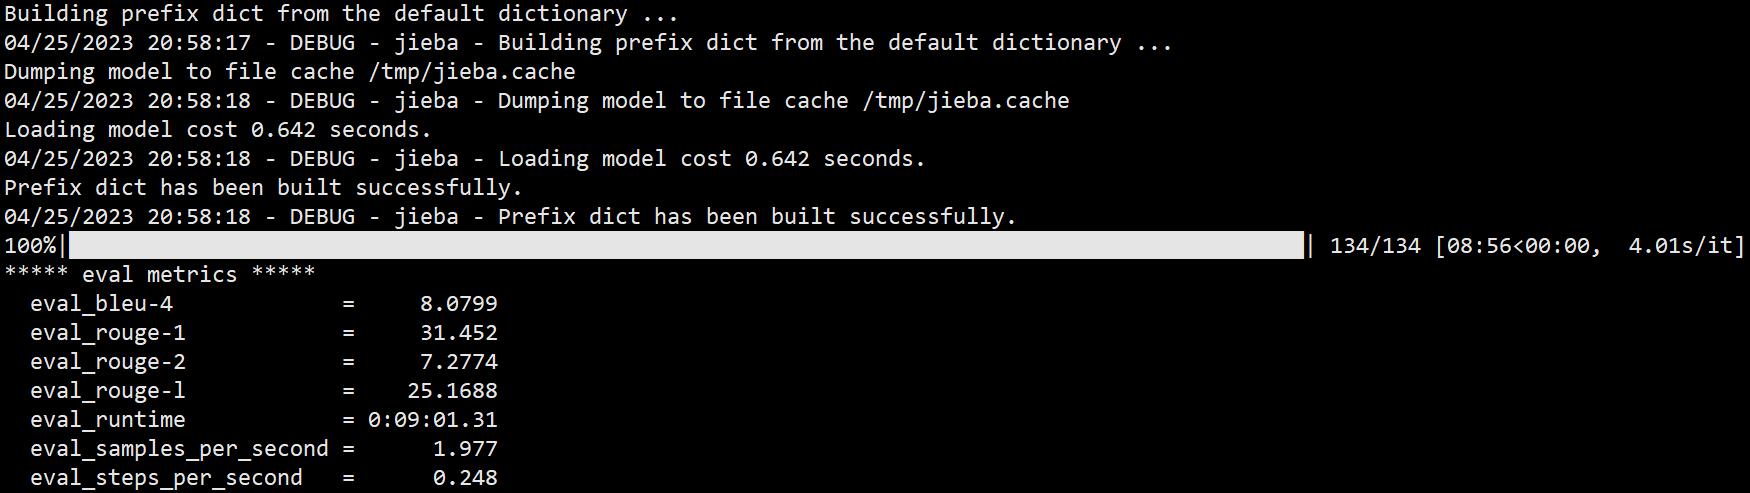 Building prefix dict from the default dictionary ...
04/25/2023 20:58:17 - DEBUG - jieba - Building prefix dict from the default dictionary ...
Dumping model to file cache /tmp/jieba.cache
04/25/2023 20:58:18 - DEBUG - jieba - Dumping model to file cache /tmp/jieba.cache
Loading model cost 0.642 seconds.
04/25/2023 20:58:18 - DEBUG - jieba - Loading model cost 0.642 seconds.
Prefix dict has been built successfully.
04/25/2023 20:58:18 - DEBUG - jieba - Prefix dict has been built successfully.
100%| | 134/134 [08:56<00:00,  4.01s/it]
***** eval metrics *****
  eval_bleu-4             =     8.0799
  eval_rouge-1            =     31.452
  eval_rouge-2            =     7.2774
  eval_rouge-l            =    25.1688
  eval_runtime            = 0:09:01.31
  eval_samples_per_second =      1.977
  eval_steps_per_second   =      0.248